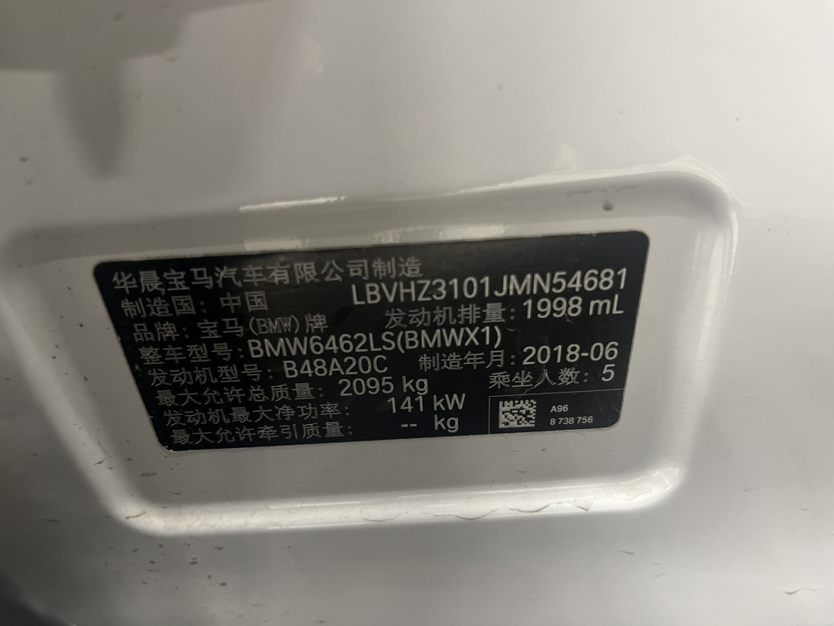 华晨宝马汽车有限公司制造
制造国: 中国 LBVHZ3101JMN54681
品牌: 宝马(BMW)牌 发动机排量: 1998 mL
整车型号: BMW6462LS(BMWX1)
发动机型号: B48A20C 制造年月: 2018-06
最大允许总质量: 2095 kg 乘坐人数: 5
发动机最大净功率: 141 kW
最大允许牵引质量: -- kg
A96
8 738 756